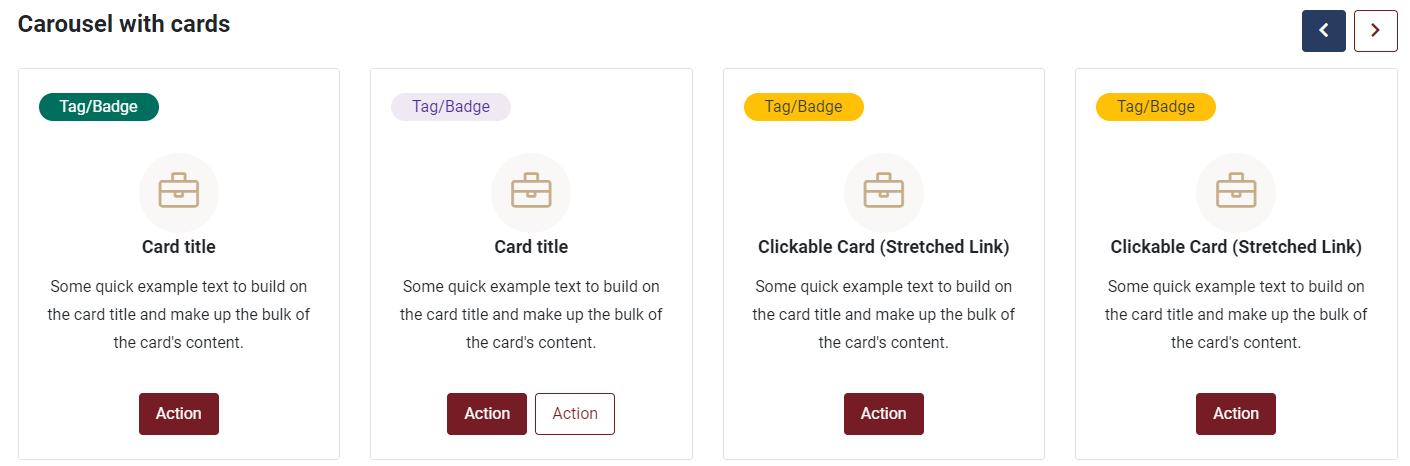 Carousel with cards
Tag/Badge
Card title
Some quick example text to build on
the card title and make up the bulk of
the card's content.
Action
Tag/Badge
Card title
Some quick example text to build on
the card title and make up the bulk of
the card's content.
Action Action
Tag/Badge
Clickable Card (Stretched Link)
Some quick example text to build on
the card title and make up the bulk of
the card's content.
Action
Tag/Badge
Clickable Card (Stretched Link)
Some quick example text to build on
the card title and make up the bulk of
the card's content.
Action